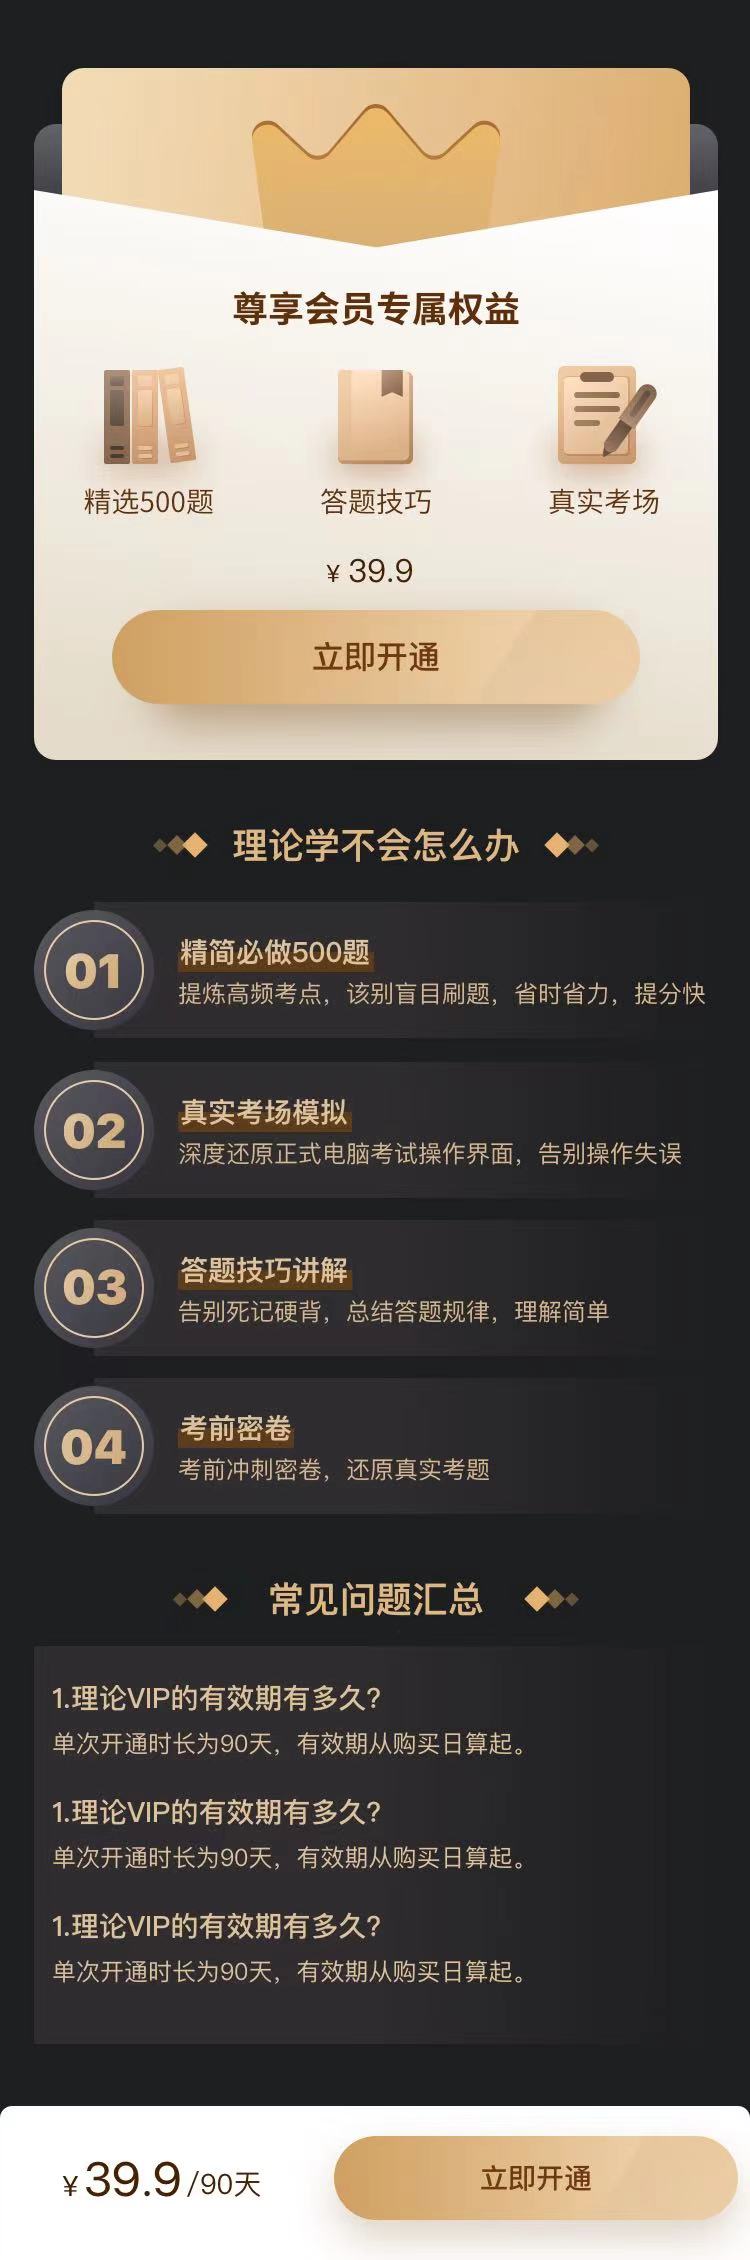 尊享会员专属权益
精选500题
答题技巧
真实考场
¥ 39.9
立即开通
理论学不会怎么办
01
精简必做500题
提炼高频考点，该别盲目刷题，省时省力，提分快
02
真实考场模拟
深度还原正式电脑考试操作界面，告别操作失误
03
答题技巧讲解
告别死记硬背，总结答题规律，理解简单
04
考前密卷
考前冲刺密卷，还原真实考题
常见问题汇总
1.理论VIP的有效期有多久?
单次开通时长为90天，有效期从购买日算起。
1.理论VIP的有效期有多久?
单次开通时长为90天，有效期从购买日算起。
1.理论VIP的有效期有多久?
单次开通时长为90天，有效期从购买日算起。
¥ 39.9 /90天
立即开通